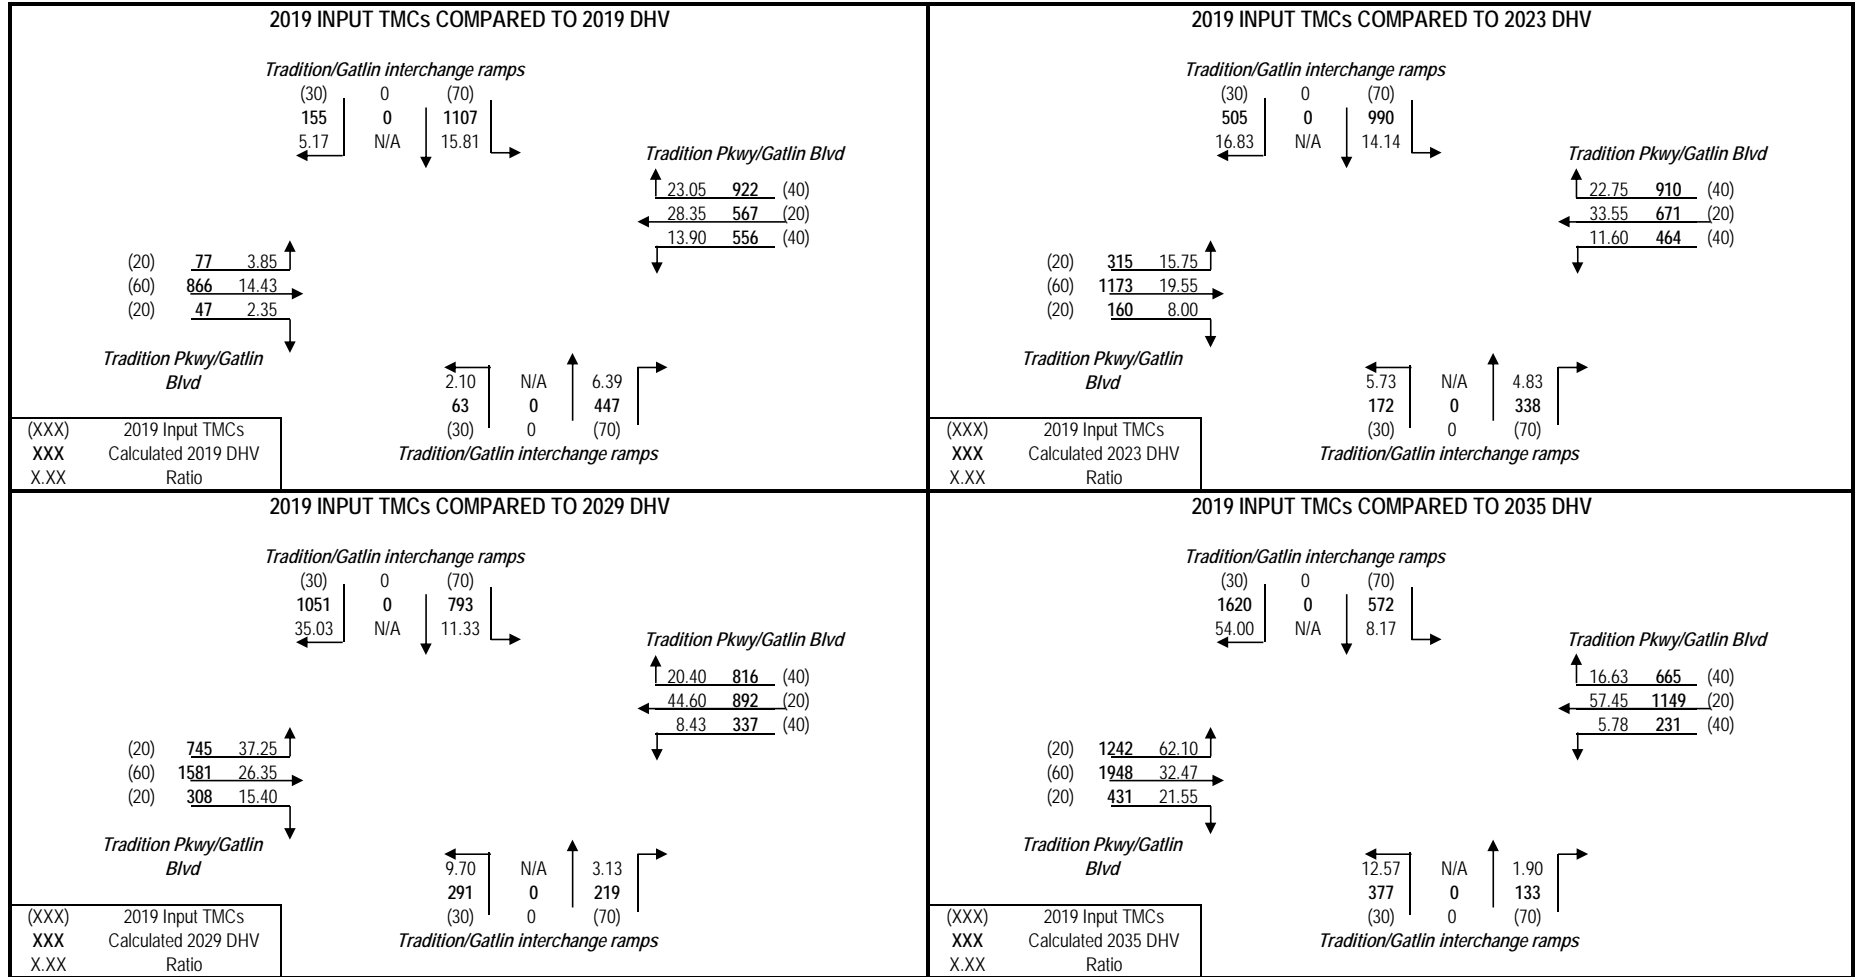 2019 INPUT TMCs COMPARED TO 2019 DHV
Tradition/Gatlin interchange ramps
(30) 0 (70)
155 0 1107
5.17 N/A 15.81
Tradition Pkwy/Gatlin Blvd
23.05 922 (40)
28.35 567 (20)
13.90 556 (40)
(20) 77 3.85
(60) 866 14.43
(20) 47 2.35
Tradition Pkwy/Gatlin
Blvd
2.10 N/A 6.39
63 0 447
(30) 0 (70)
Tradition/Gatlin interchange ramps
(XXX) 2019 Input TMCs
XXX Calculated 2019 DHV
X.XX Ratio
2019 INPUT TMCs COMPARED TO 2023 DHV
Tradition/Gatlin interchange ramps
(30) 0 (70)
505 0 990
16.83 N/A 14.14
Tradition Pkwy/Gatlin Blvd
22.75 910 (40)
33.55 671 (20)
11.60 464 (40)
(20) 315 15.75
(60) 1173 19.55
(20) 160 8.00
Tradition Pkwy/Gatlin
Blvd
5.73 N/A 4.83
172 0 338
(30) 0 (70)
Tradition/Gatlin interchange ramps
(XXX) 2019 Input TMCs
XXX Calculated 2023 DHV
X.XX Ratio
2019 INPUT TMCs COMPARED TO 2029 DHV
Tradition/Gatlin interchange ramps
(30) 0 (70)
1051 0 793
35.03 N/A 11.33
Tradition Pkwy/Gatlin Blvd
20.40 816 (40)
44.60 892 (20)
8.43 337 (40)
(20) 745 37.25
(60) 1581 26.35
(20) 308 15.40
Tradition Pkwy/Gatlin
Blvd
9.70 N/A 3.13
291 0 219
(30) 0 (70)
Tradition/Gatlin interchange ramps
(XXX) 2019 Input TMCs
XXX Calculated 2029 DHV
X.XX Ratio
2019 INPUT TMCs COMPARED TO 2035 DHV
Tradition/Gatlin interchange ramps
(30) 0 (70)
1620 0 572
54.00 N/A 8.17
Tradition Pkwy/Gatlin Blvd
16.63 665 (40)
57.45 1149 (20)
5.78 231 (40)
(20) 1242 62.10
(60) 1948 32.47
(20) 431 21.55
Tradition Pkwy/Gatlin
Blvd
12.57 N/A 1.90
377 0 133
(30) 0 (70)
Tradition/Gatlin interchange ramps
(XXX) 2019 Input TMCs
XXX Calculated 2035 DHV
X.XX Ratio